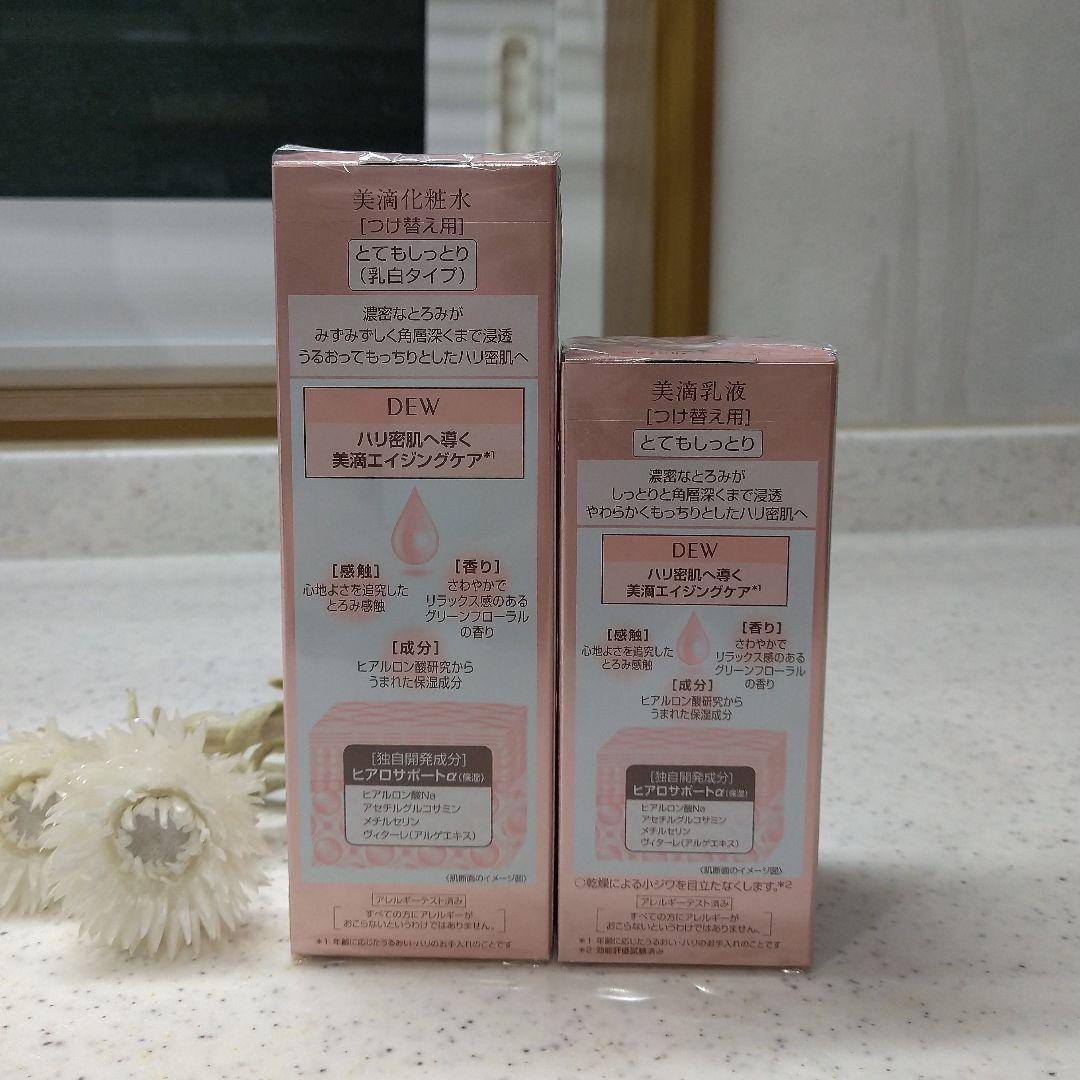 美滴化粧水
[つけ替え用]
とてもしっとり
(乳白タイプ)
濃密なとろみが
みずみずしく角層深くまで浸透
うるおってもっちりとしたハリ密肌へ
DEW
ハリ密肌へ導く
美滴エイジングケア*1
[感触]
心地よさを追究した
とろみ感触
[香り]
さわやかで
リラックス感のある
グリーンフローラル
の香り
[成分]
ヒアルロン酸研究から
うまれた保湿成分
[独自開発成分]
ヒアロサポートα(保湿)
ヒアルロン酸Na
アセチルグルコサミン
メチルセリン
ヴィターレ(アルゲエキス)
〈肌断面のイメージ図〉
アレルギーテスト済み
すべての方にアレルギーが
おこらないというわけではありません。
*1 年齢に応じたうるおい・ハリのお手入れのことです
美滴乳液
[つけ替え用]
とてもしっとり
濃密なとろみが
しっとりと角層深くまで浸透
やわらかくもっちりとしたハリ密肌へ
DEW
ハリ密肌へ導く
美滴エイジングケア*1
[感触]
心地よさを追究した
とろみ感触
[香り]
さわやかで
リラックス感のある
グリーンフローラル
の香り
[成分]
ヒアルロン酸研究から
うまれた保湿成分
[独自開発成分]
ヒアロサポートα(保湿)
ヒアルロン酸Na
アセチルグルコサミン
メチルセリン
ヴィターレ(アルゲエキス)
〈肌断面のイメージ図〉
○乾燥による小ジワを目立たなくします。*2
アレルギーテスト済み
すべての方にアレルギーが
おこらないというわけではありません。
*1 年齢に応じたうるおい・ハリのお手入れのことです
*2 効能評価試験済み